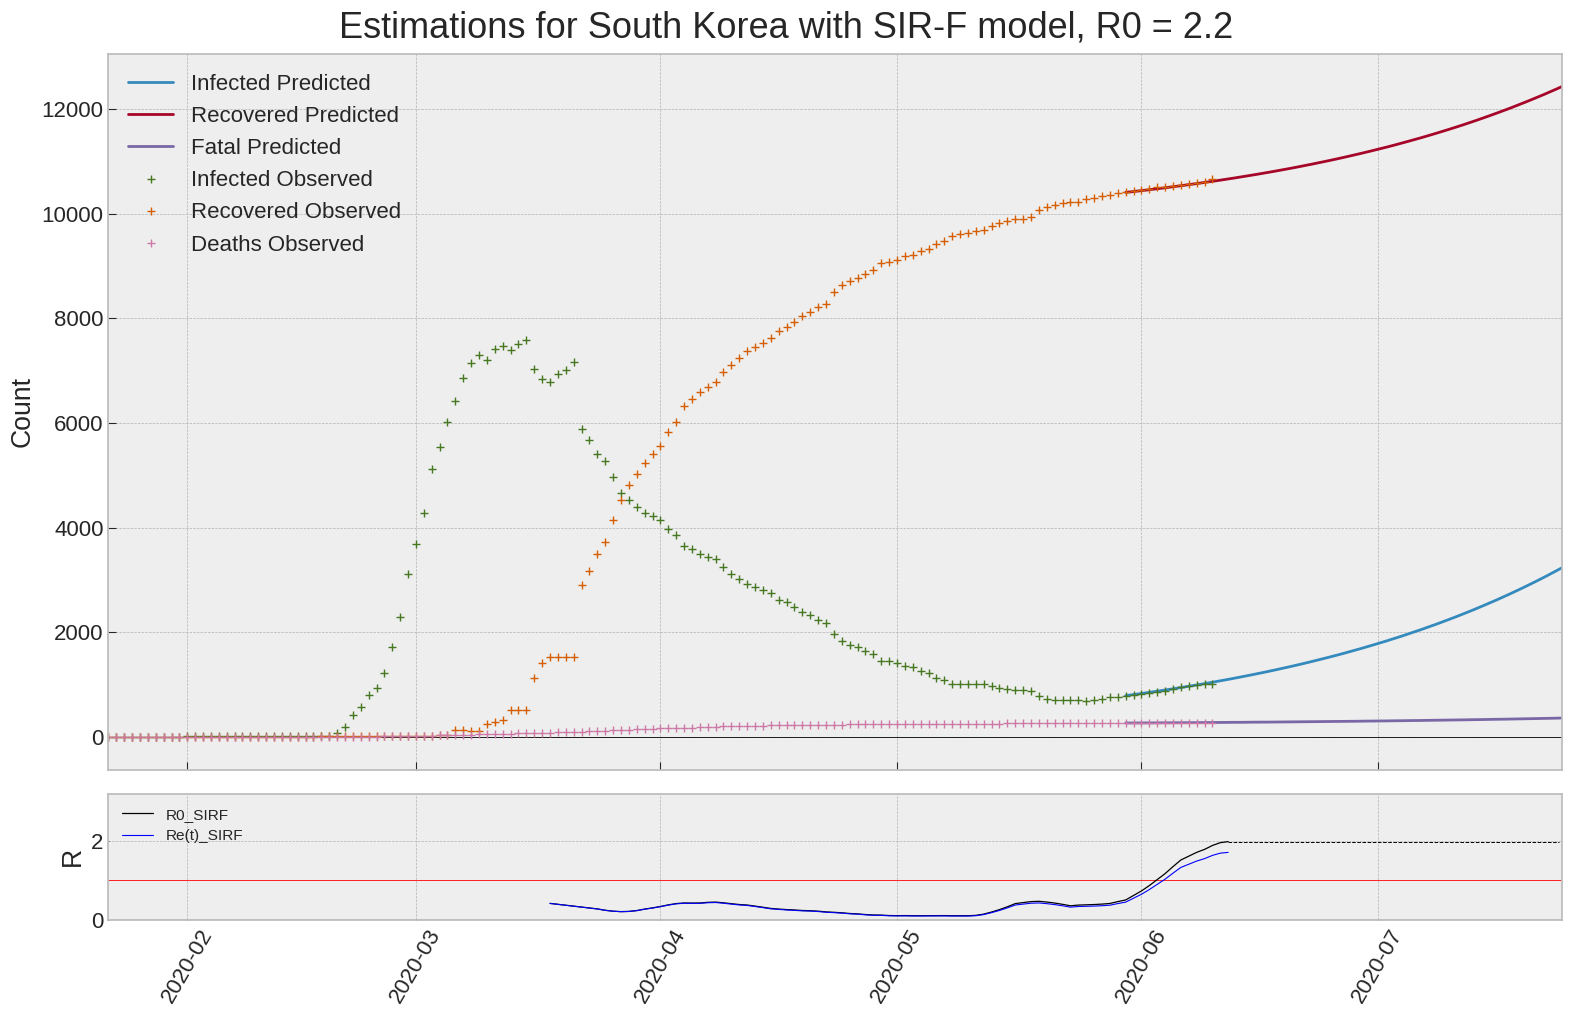 Estimations for South Korea with SIR-F model, R0 = 2.2
Infected Predicted
Recovered Predicted
Fatal Predicted
Infected Observed
Recovered Observed
Deaths Observed
12000
10000
8000
6000
4000
2000
0
Count
R0_SIRF
Re(t)_SIRF
2
0
R
2020-02
2020-03
2020-04
2020-05
2020-06
2020-07